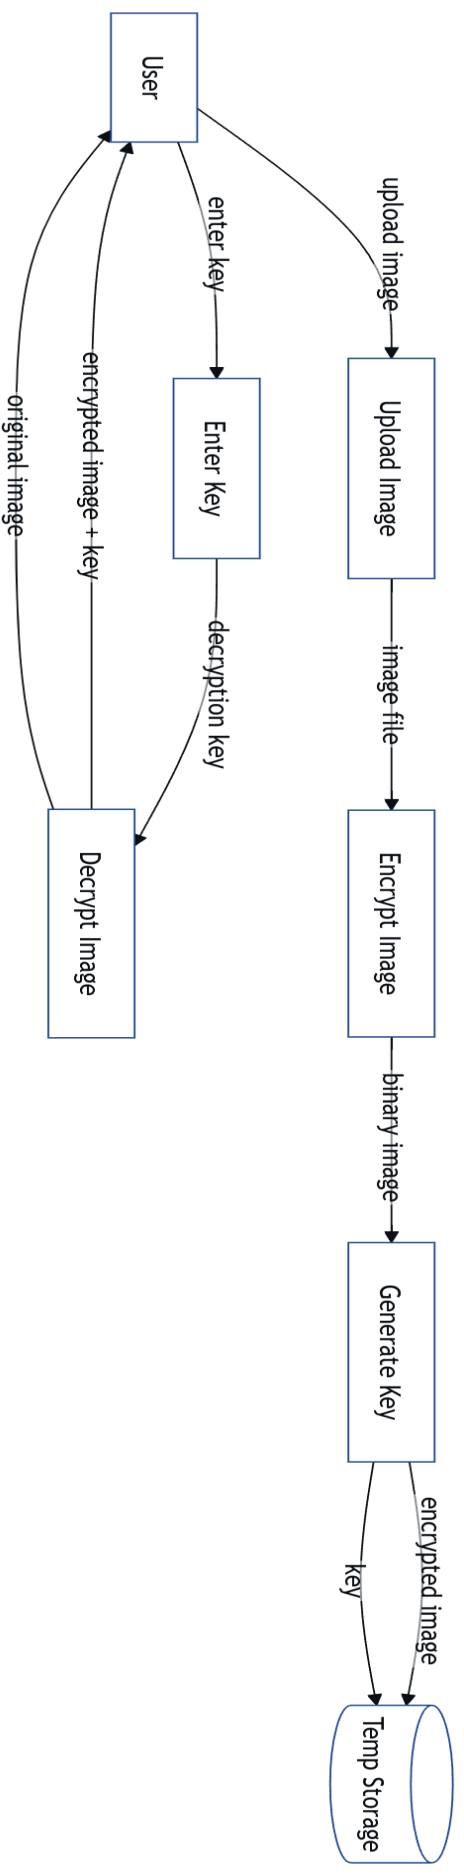 User
upload image
enter key
encrypted image + key
original image
Upload Image
Enter Key
image file
decryption key
Encrypt Image
Decrypt Image
binary image
Generate Key
encrypted image
key
Temp Storage